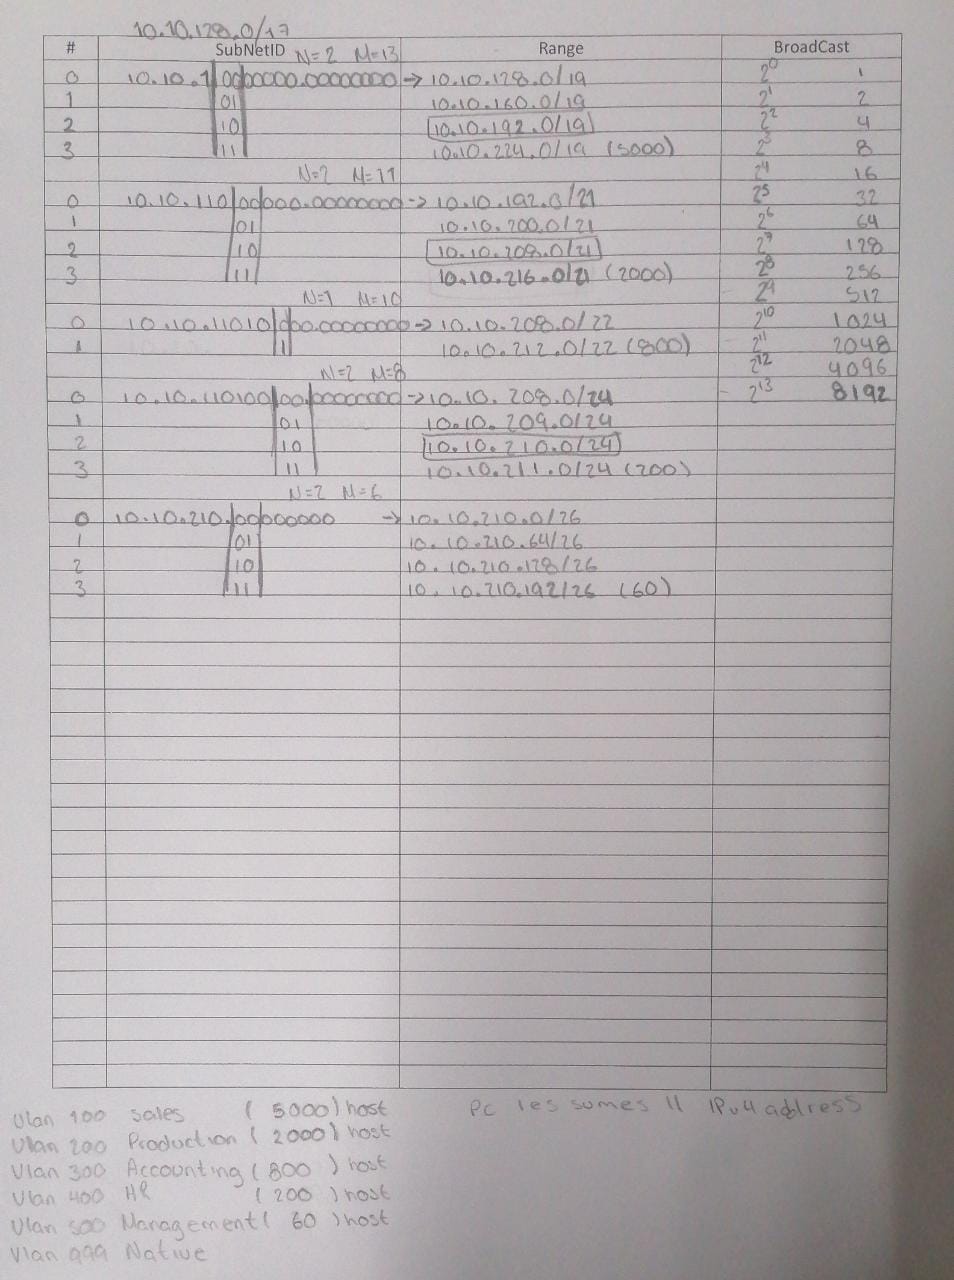 10.10.128.0/17
# SubNetID Range BroadCast
N=2 M=13
0 10.10.1|00|00000.00000000 → 10.10.128.0/19 2^0 1
1 01 10.10.160.0/19 2^1 2
2 10 10.10.192.0/19 2^2 4
3 11 10.10.224.0/19 (5000) 2^3 8
N=2 M=11 2^4 16
0 10.10.110|00|000.00000000 → 10.10.192.0/21 2^5 32
1 01 10.10.200.0/21 2^6 64
2 10 10.10.208.0/21 2^7 128
3 11 10.10.216.0/21 (2000) 2^8 256
N=1 M=10 2^9 512
0 10.10.11010|0|00.00000000 → 10.10.208.0/22 2^10 1024
1 1 10.10.212.0/22 (800) 2^11 2048
N=2 M=8 2^12 4096
0 10.10.110100|00|.00000000 → 10.10.208.0/24 2^13 8192
1 01 10.10.209.0/24
2 10 10.10.210.0/24
3 11 10.10.211.0/24 (200)
N=2 M=6
0 10.10.210.|00|000000 → 10.10.210.0/26
1 01 10.10.210.64/26
2 10 10.10.210.128/26
3 11 10.10.210.192/26 (60)
Vlan 100 sales (5000) host PC les sumes 11 IPv4 address
Vlan 200 Production (2000) host
Vlan 300 Accounting (800) host
Vlan 400 HR (200) host
Vlan 500 Management (60) host
Vlan 999 Native